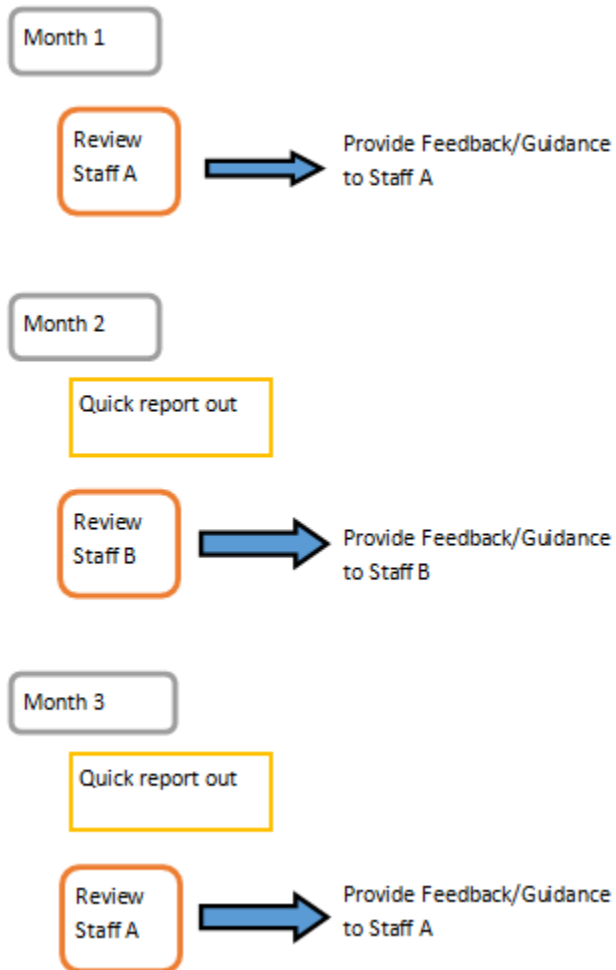 Month 1
Review
Staff A
Provide Feedback/Guidance
to Staff A
Month 2
Quick report out
Review
Staff B
Provide Feedback/Guidance
to Staff B
Month 3
Quick report out
Review
Staff A
Provide Feedback/Guidance
to Staff A